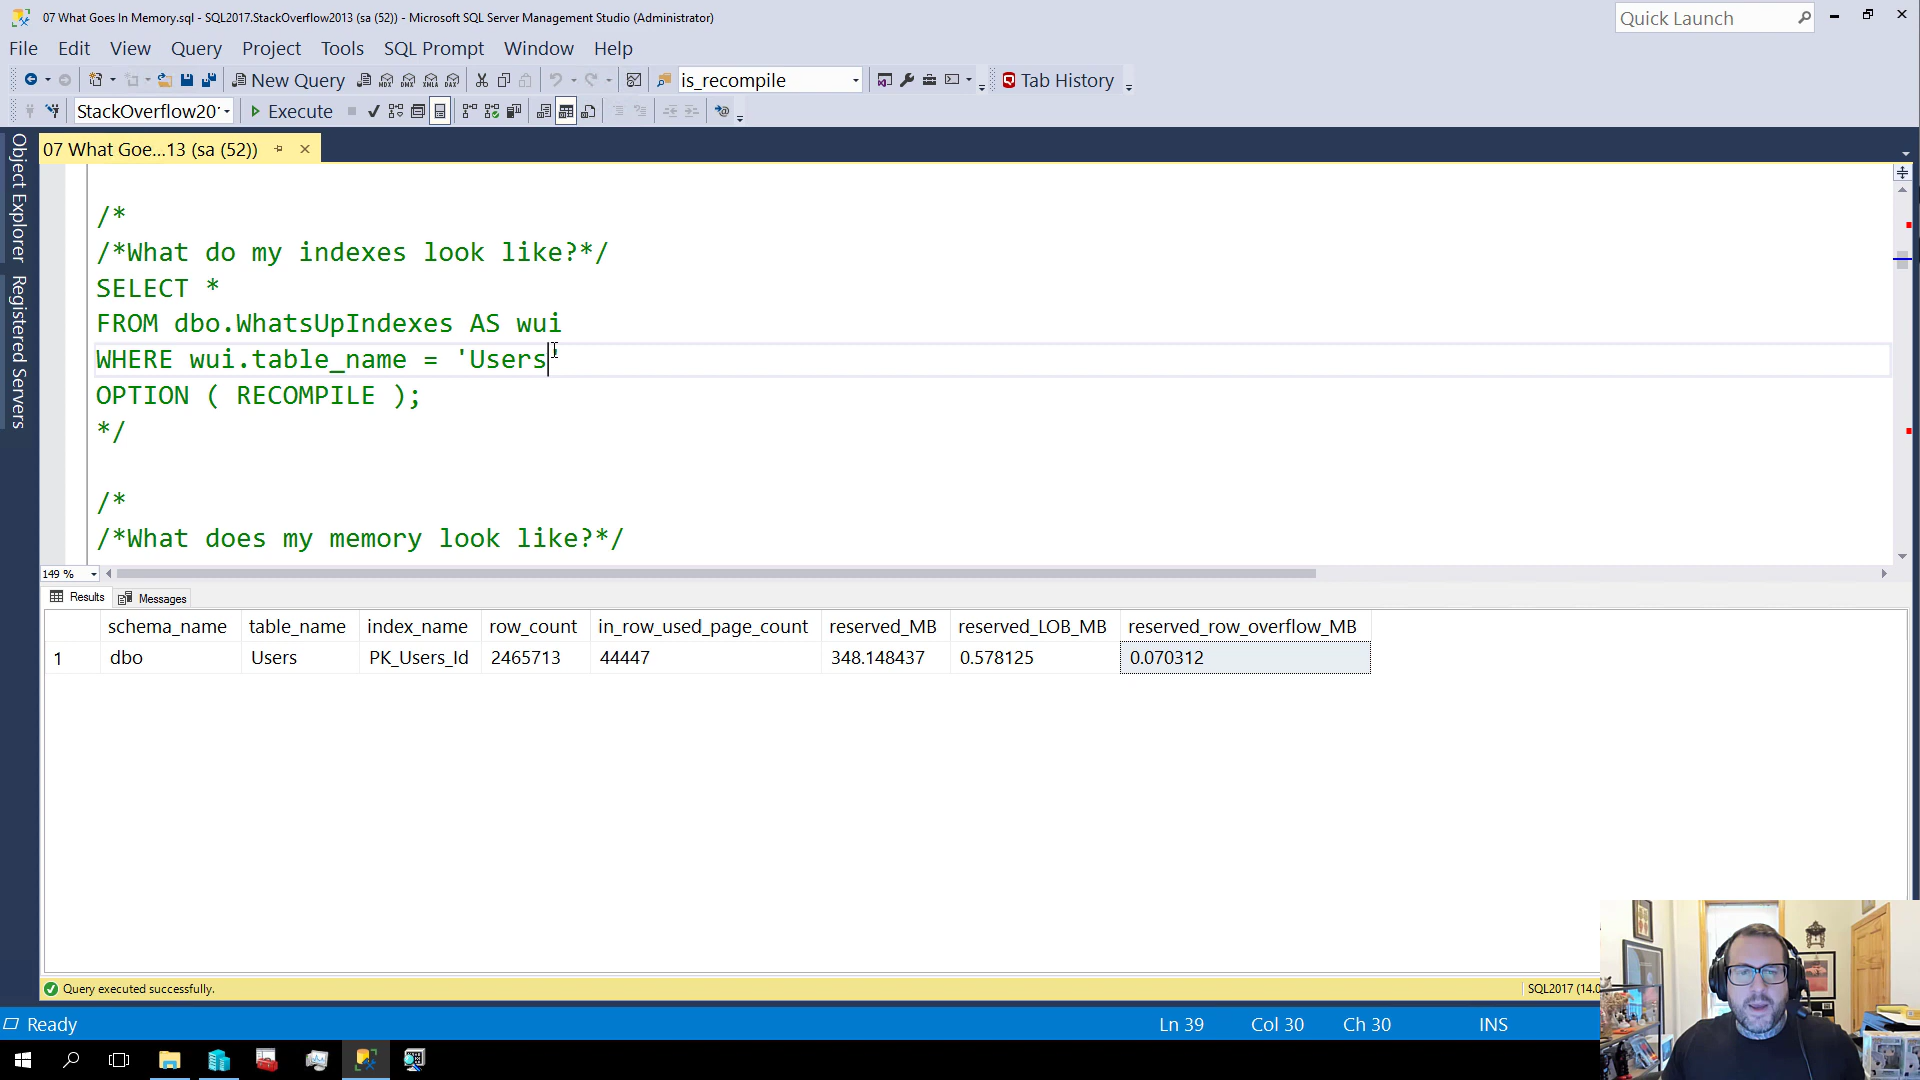 07 What Goes In Memory.sql - SQL2017.StackOverflow2013 (sa (52)) - Microsoft SQL Server Management Studio (Administrator)
Quick Launch
File Edit View Query Project Tools SQL Prompt Window Help
New Query
MDX DMX XMLA DAX
is_recompile
Tab History
StackOverflow20
Execute
07 What Goe...13 (sa (52))
Object Explorer
Registered Servers
/*
/*What do my indexes look like?*/
SELECT *
FROM dbo.WhatsUpIndexes AS wui
WHERE wui.table_name = 'Users'
OPTION ( RECOMPILE );
*/
/*
/*What does my memory look like?*/
149 %
Results Messages
schema_name table_name index_name row_count in_row_used_page_count reserved_MB reserved_LOB_MB reserved_row_overflow_MB
1 dbo Users PK_Users_Id 2465713 44447 348.148437 0.578125 0.070312
Query executed successfully.
SQL2017 (14.0
Ready
Ln 39 Col 30 Ch 30 INS